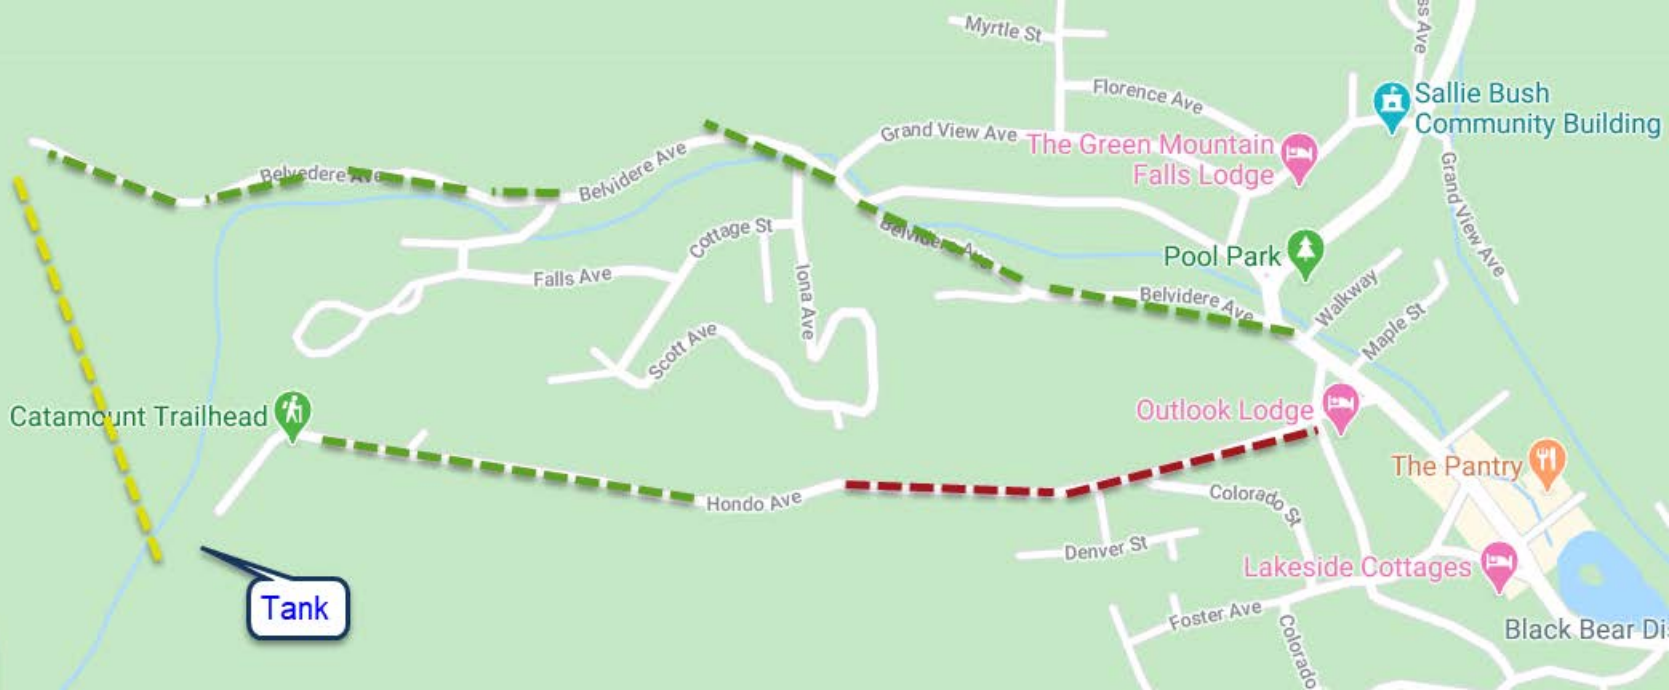 Myrtle St
ss Ave
Florence Ave
Sallie Bush
Community Building
Grand View Ave
The Green Mountain
Falls Lodge
Belvidere Ave
Belvedere Ave
Grand View Ave
Cottage St
Belvidere Ave
Pool Park
Falls Ave
Iona Ave
Belvidere Ave
Walkway
Maple St
Scott Ave
Catamount Trailhead
Outlook Lodge
The Pantry
Hondo Ave
Colorado St
Denver St
Lakeside Cottages
Tank
Foster Ave
Colorado
Black Bear Di